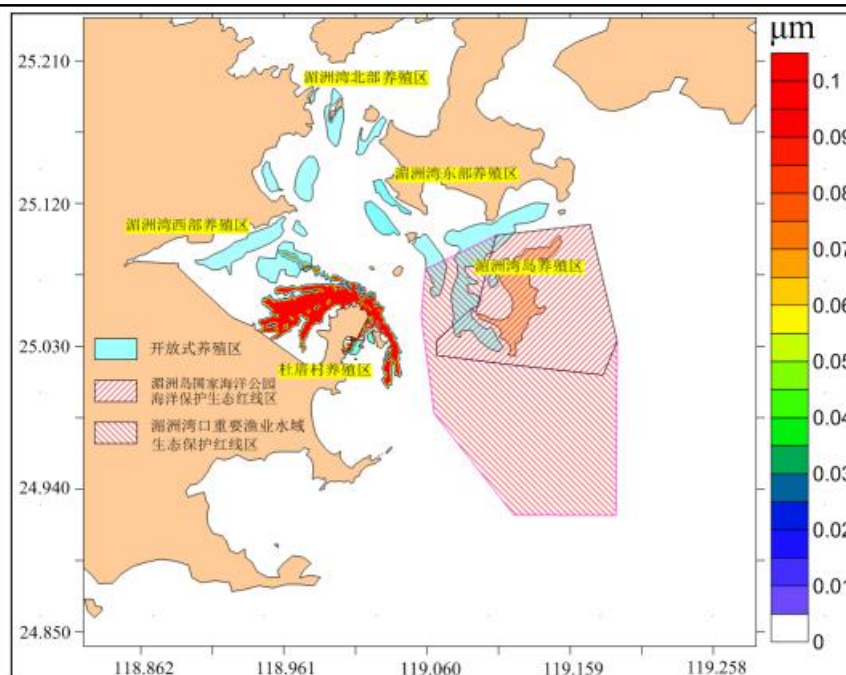 μm
25.210
25.120
25.030
24.940
24.850
湄洲湾北部养殖区
湄洲湾东部养殖区
湄洲湾西部养殖区
湄洲湾岛养殖区
杜厝村养殖区
开放式养殖区
湄洲岛国家海洋公园
海洋保护生态红线区
湄洲湾口重要渔业水域
生态保护红线区
118.862
118.961
119.060
119.159
119.258
0.1
0.09
0.08
0.07
0.06
0.05
0.04
0.03
0.02
0.01
0